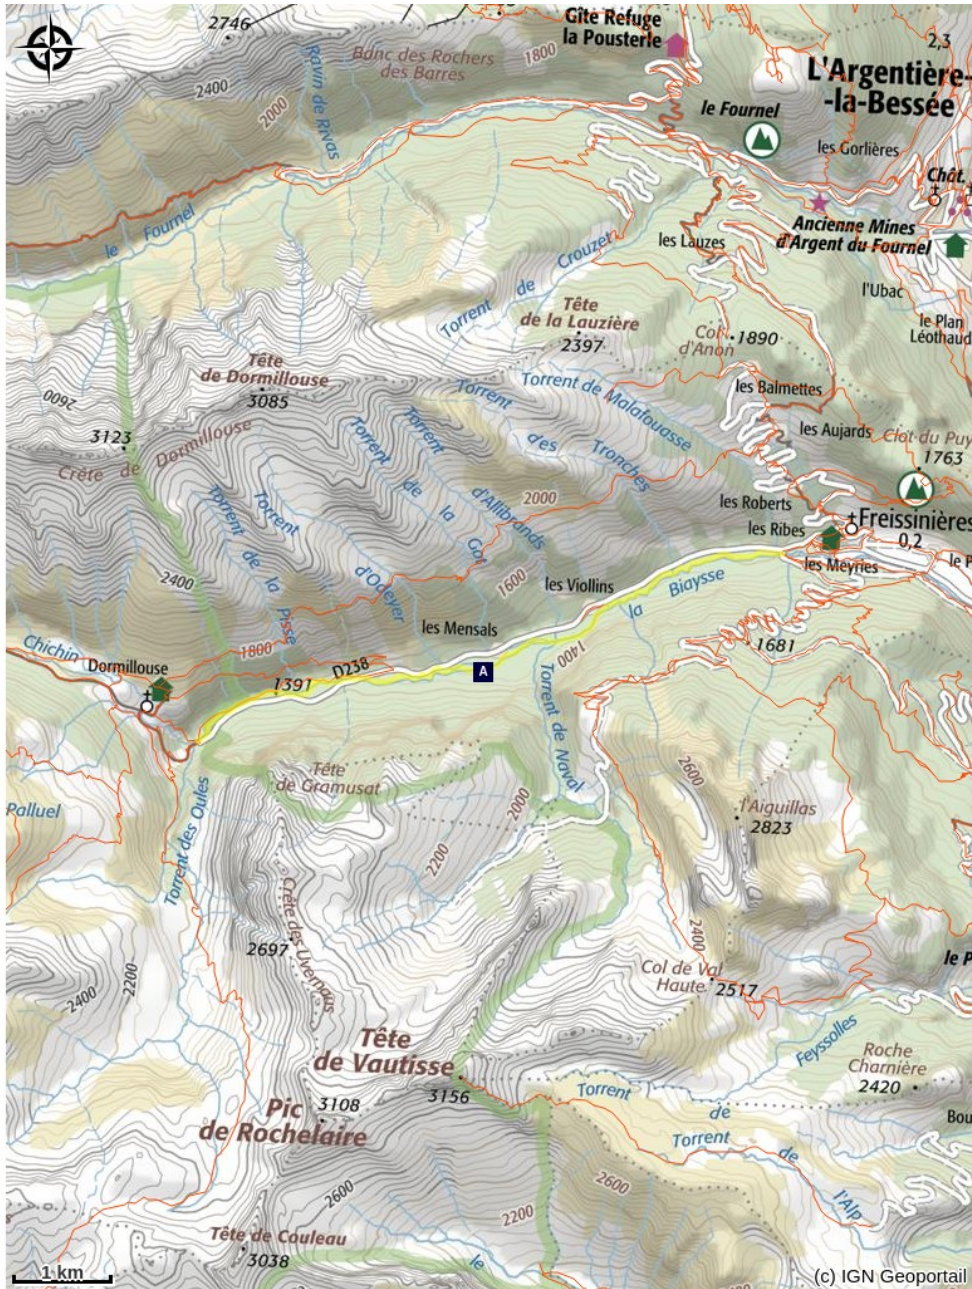 2746
Gîte Refuge
la Pousterle
Banc des Rochers
des Barres
1800
2,3
L'Argentière-
-la-Bessée
2400
2000
Ravin de Rivas
le Fournel
les Gorlières
Chât.
Ancienne Mines
d'Argent du Fournel
le Fournel
les Lauzes
Torrent de Crouzet
l'Ubac
le Plan
Léothaud
Tête
de la Lauzière
2397
Col
d'Anon
1890
Tête
de Dormillouse
3085
2600
Torrent des Tronches
Torrent de Malafouasse
les Balmettes
3123
Crête de Dormillouse
les Aujards
Clot du Puy
1763
Torrent de la Gor
Torrent d'Allibrands
2000
les Roberts
les Ribes
Freissinières
0,2
Torrent de la Pisse
Torrent d'Odeyer
2400
1600
les Viollins
la Biaysse
les Meyries
le P
les Mensals
1800
Chichin
Dormillouse
D238
1391
A
1400
1681
Torrent de Naval
Tête
de Gramusat
2600
l'Aiguillas
2823
Palluel
Torrent des Oules
2000
2200
Crête des Uvernaus
2697
2400
2200
2400
Col de Val
Haute
2517
le P
Tête
de Vautisse
3156
Feyssolles
Roche
Charnière
2420
Torrent de
Pic
de Rochelaire
3108
Torrent de l'Alp
Bou
2600
2200
2600
Tête de Couleau
3038
le
1 km
(c) IGN Geoportail